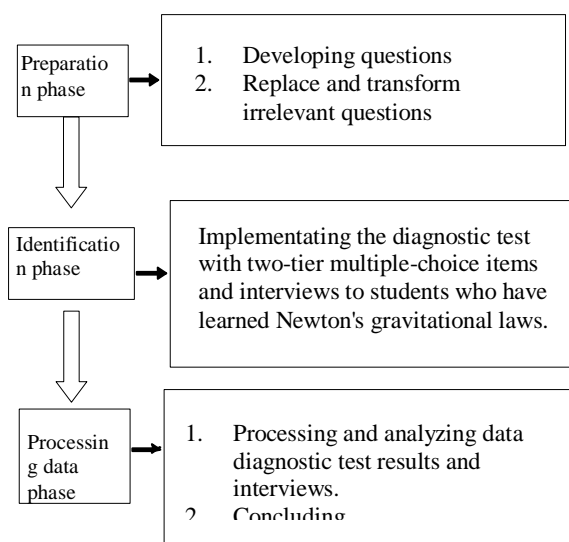 Preparatio
n phase
1. Developing questions
2. Replace and transform
irrelevant questions
Identificatio
n phase
Implementating the diagnostic test
with two-tier multiple-choice items
and interviews to students who have
learned Newton's gravitational laws.
Processin
g data
phase
1. Processing and analyzing data
diagnostic test results and
interviews.
2. Concluding